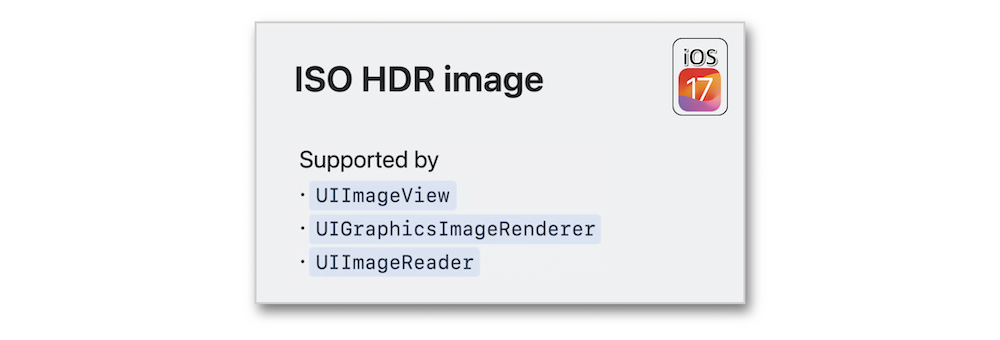 ISO HDR image
iOS
17
Supported by
· UIImageView
· UIGraphicsImageRenderer
· UIImageReader